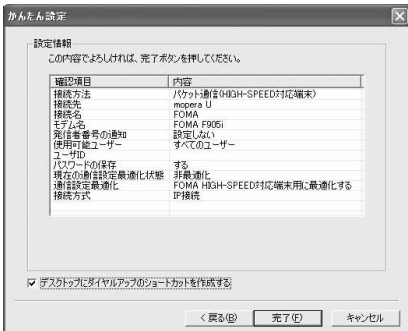 かんたん設定
設定情報
この内容でよろしければ、完了ボタンを押してください。
確認項目 内容
接続方法 パケット通信(HIGH-SPEED対応端末)
接続先 mopera U
接続名 FOMA
モデム名 FOMA F905i
発信者番号の通知 設定しない
使用可能ユーザー すべてのユーザー
ユーザID
パスワードの保存 する
現在の通信設定最適化状態 非最適化
通信設定最適化 FOMA HIGH-SPEED対応端末用に最適化する
接続方式 IP接続
デスクトップにダイヤルアップのショートカットを作成する
< 戻る(B) 完了(F) キャンセル